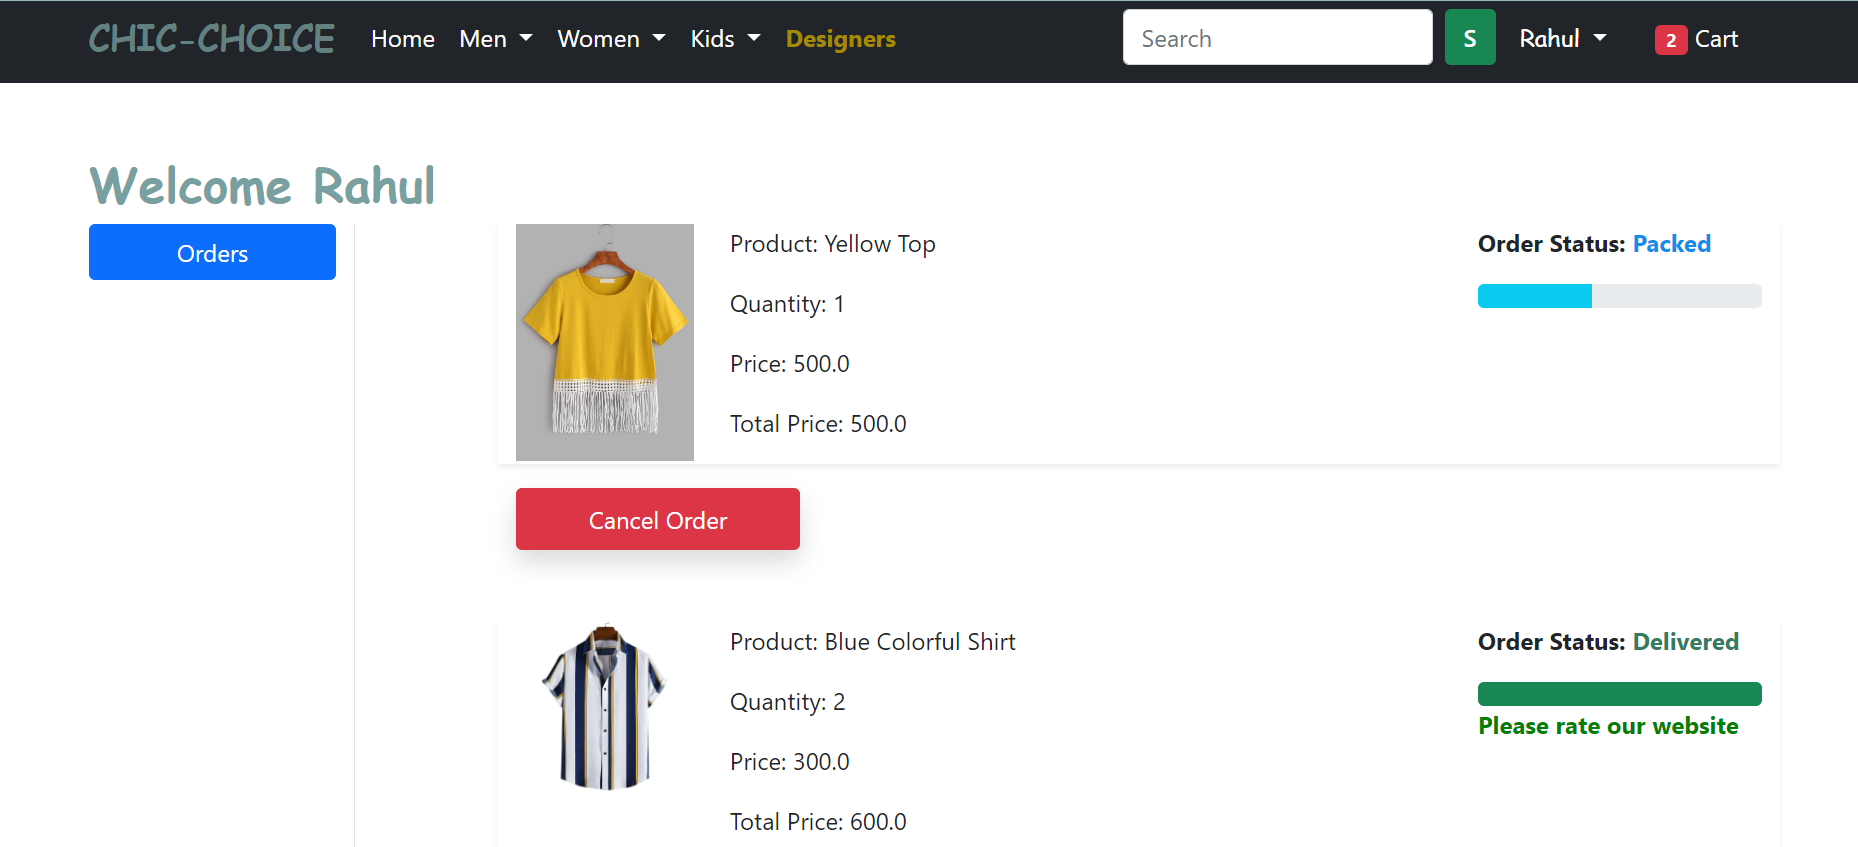 CHIC-CHOICE Home Men Women Kids Designers Search S Rahul 2 Cart
Welcome Rahul
Orders
Product: Yellow Top
Quantity: 1
Price: 500.0
Total Price: 500.0
Order Status: Packed
Cancel Order
Product: Blue Colorful Shirt
Quantity: 2
Price: 300.0
Total Price: 600.0
Order Status: Delivered
Please rate our website